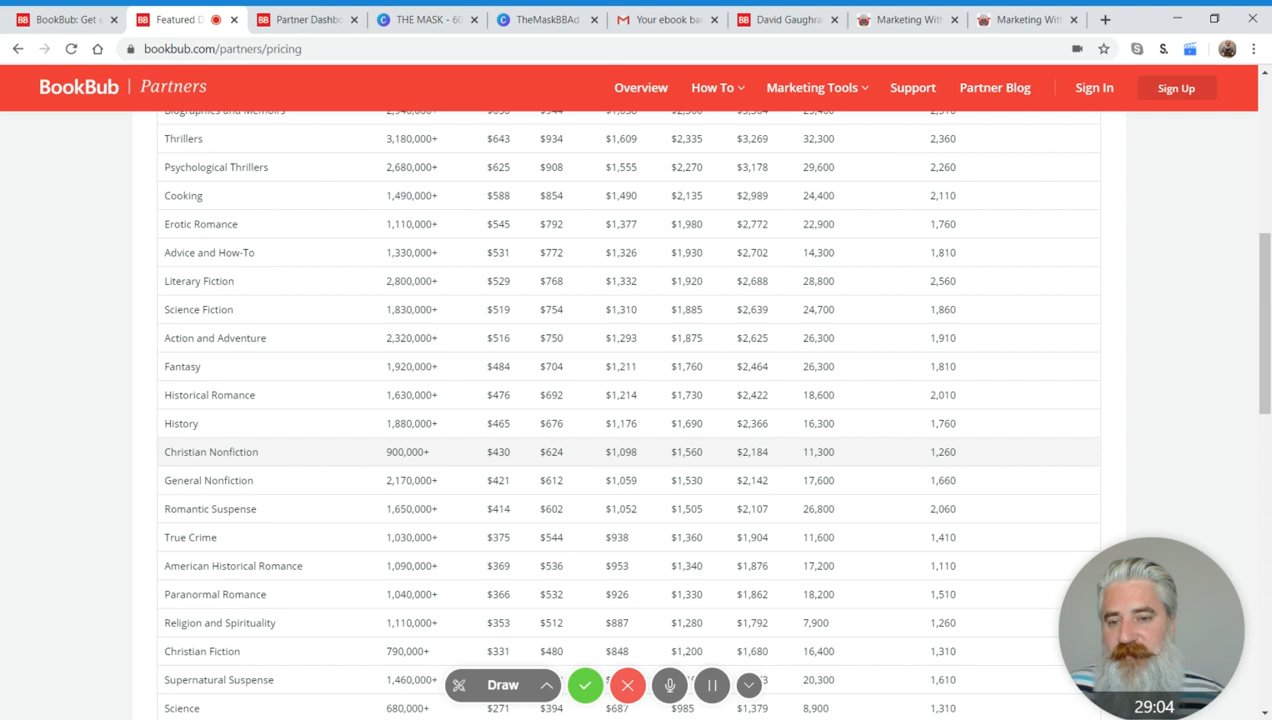 BookBub: Get e
Featured D
Partner Dashbo
THE MASK - 60
TheMaskBBAd
Your ebook ba
David Gaughra
Marketing With
Marketing With
bookbub.com/partners/pricing
BookBub | Partners
Overview How To Marketing Tools Support Partner Blog Sign In Sign Up
Thrillers 3,180,000+ $643 $934 $1,609 $2,335 $3,269 32,300 2,360
Psychological Thrillers 2,680,000+ $625 $908 $1,555 $2,270 $3,178 29,600 2,260
Cooking 1,490,000+ $588 $854 $1,490 $2,135 $2,989 24,400 2,110
Erotic Romance 1,110,000+ $545 $792 $1,377 $1,980 $2,772 22,900 1,760
Advice and How-To 1,330,000+ $531 $772 $1,326 $1,930 $2,702 14,300 1,810
Literary Fiction 2,800,000+ $529 $768 $1,332 $1,920 $2,688 28,800 2,560
Science Fiction 1,830,000+ $519 $754 $1,310 $1,885 $2,639 24,700 1,860
Action and Adventure 2,320,000+ $516 $750 $1,293 $1,875 $2,625 26,300 1,910
Fantasy 1,920,000+ $484 $704 $1,211 $1,760 $2,464 26,300 1,810
Historical Romance 1,630,000+ $476 $692 $1,214 $1,730 $2,422 18,600 2,010
History 1,880,000+ $465 $676 $1,176 $1,690 $2,366 16,300 1,760
Christian Nonfiction 900,000+ $430 $624 $1,098 $1,560 $2,184 11,300 1,260
General Nonfiction 2,170,000+ $421 $612 $1,059 $1,530 $2,142 17,600 1,660
Romantic Suspense 1,650,000+ $414 $602 $1,052 $1,505 $2,107 26,800 2,060
True Crime 1,030,000+ $375 $544 $938 $1,360 $1,904 11,600 1,410
American Historical Romance 1,090,000+ $369 $536 $953 $1,340 $1,876 17,200 1,110
Paranormal Romance 1,040,000+ $366 $532 $926 $1,330 $1,862 18,200 1,510
Religion and Spirituality 1,110,000+ $353 $512 $887 $1,280 $1,792 7,900 1,260
Christian Fiction 790,000+ $331 $480 $848 $1,200 $1,680 16,400 1,310
Supernatural Suspense 1,460,000+ 20,300 1,610
Draw
Science 680,000+ $271 $394 $687 $985 $1,379 8,900 1,310
29:04